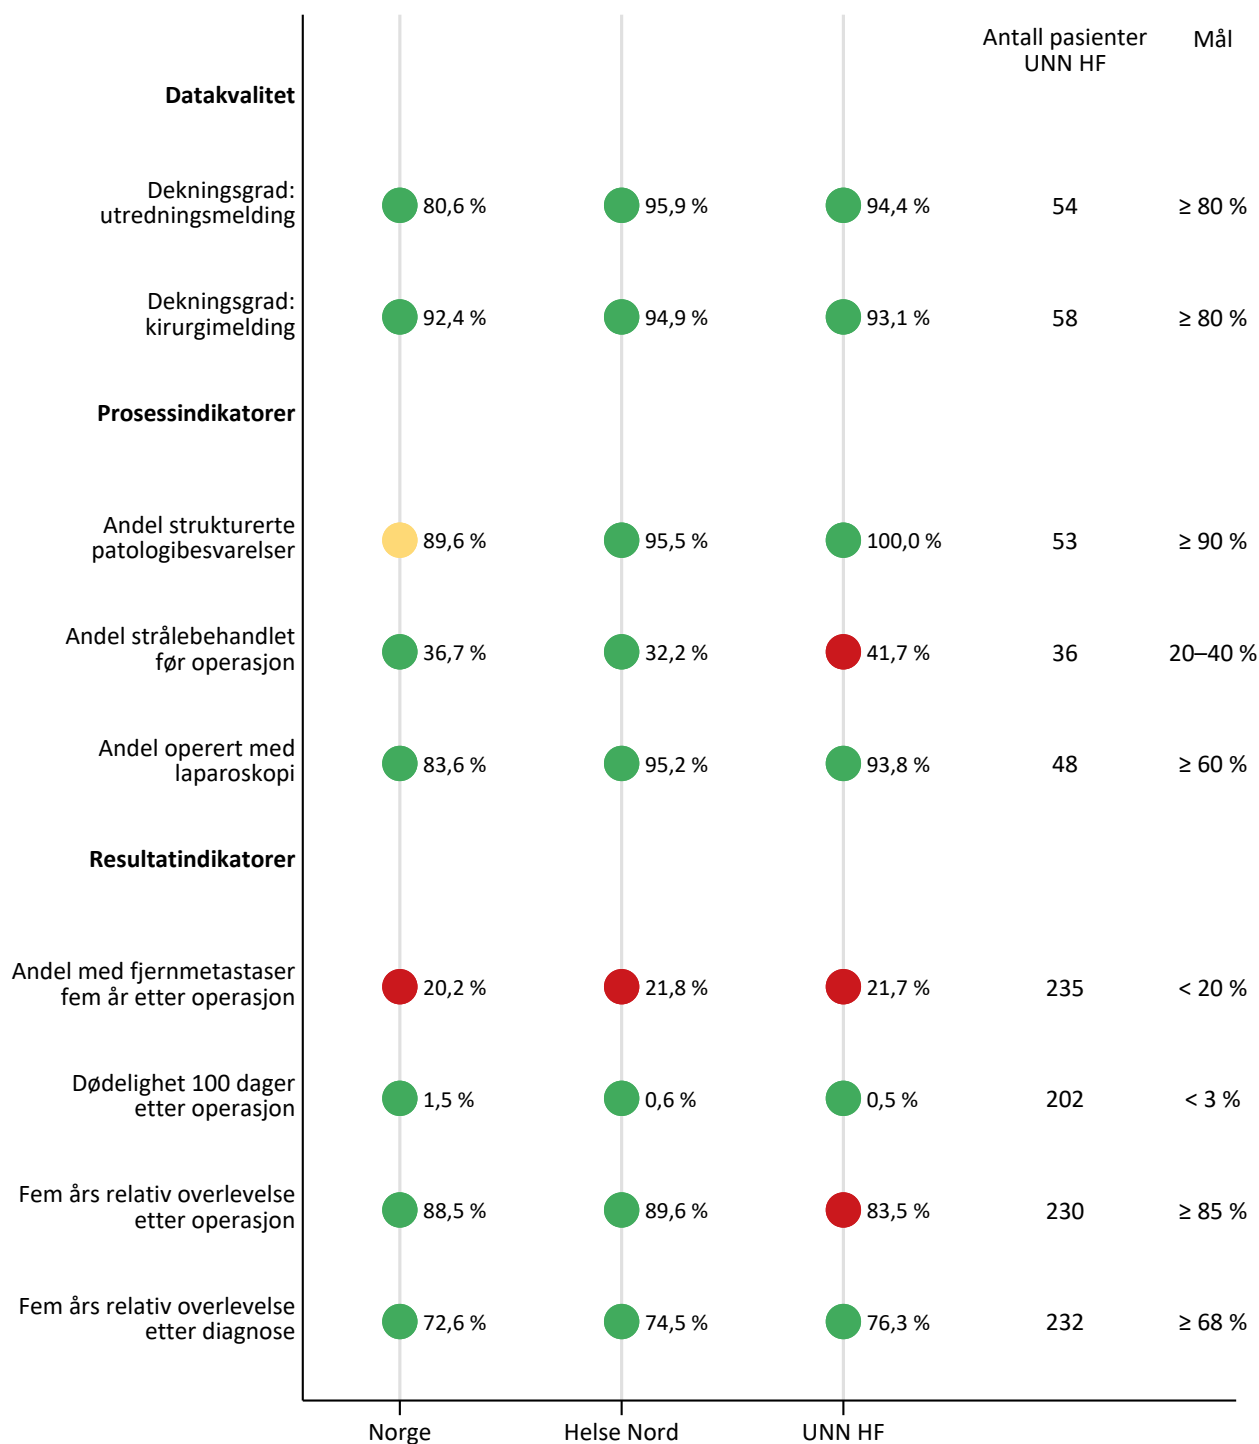 Antall pasienter
UNN HF
Mål
Datakvalitet
Dekningsgrad:
utredningsmelding
80,6 %
95,9 %
94,4 %
54
≥ 80 %
Dekningsgrad:
kirurgimelding
92,4 %
94,9 %
93,1 %
58
≥ 80 %
Prosessindikatorer
Andel strukturerte
patologibesvarelser
89,6 %
95,5 %
100,0 %
53
≥ 90 %
Andel strålebehandlet
før operasjon
36,7 %
32,2 %
41,7 %
36
20–40 %
Andel operert med
laparoskopi
83,6 %
95,2 %
93,8 %
48
≥ 60 %
Resultatindikatorer
Andel med fjernmetastaser
fem år etter operasjon
20,2 %
21,8 %
21,7 %
235
< 20 %
Dødelighet 100 dager
etter operasjon
1,5 %
0,6 %
0,5 %
202
< 3 %
Fem års relativ overlevelse
etter operasjon
88,5 %
89,6 %
83,5 %
230
≥ 85 %
Fem års relativ overlevelse
etter diagnose
72,6 %
74,5 %
76,3 %
232
≥ 68 %
Norge
Helse Nord
UNN HF